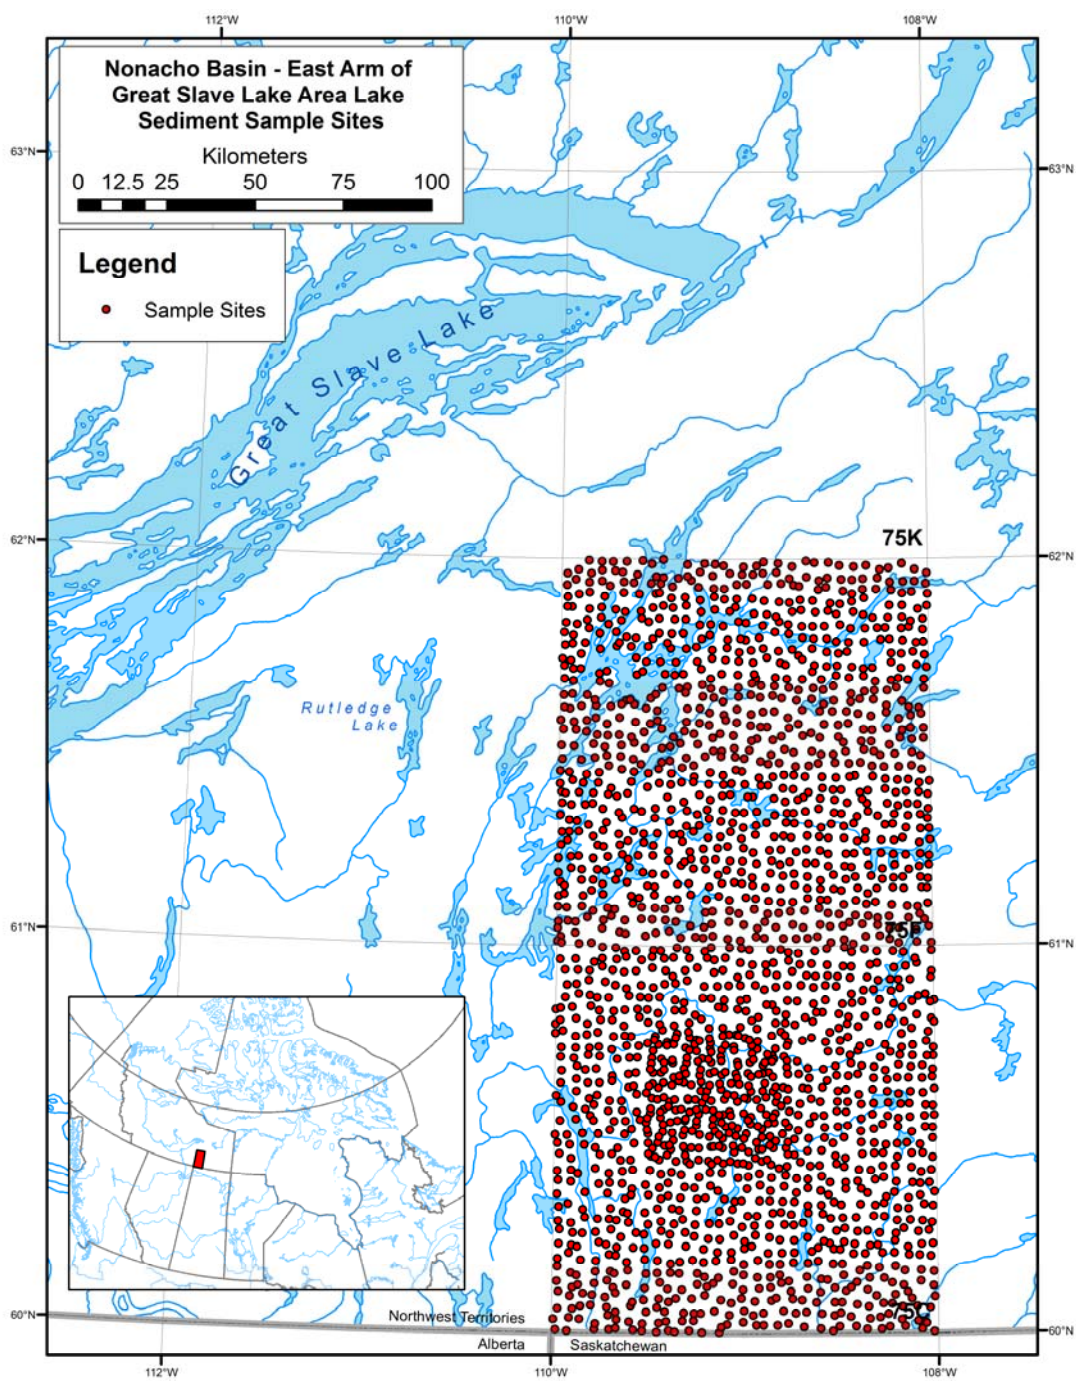 112°W
110°W
108°W
Nonacho Basin - East Arm of
Great Slave Lake Area Lake
Sediment Sample Sites
Kilometers
0 12.5 25 50 75 100
63°N
63°N
Legend
Sample Sites
Great Slave Lake
62°N
75K
62°N
Rutledge
Lake
61°N
75F
61°N
60°N
Northwest Territories
60°N
Alberta
Saskatchewan
112°W
110°W
108°W